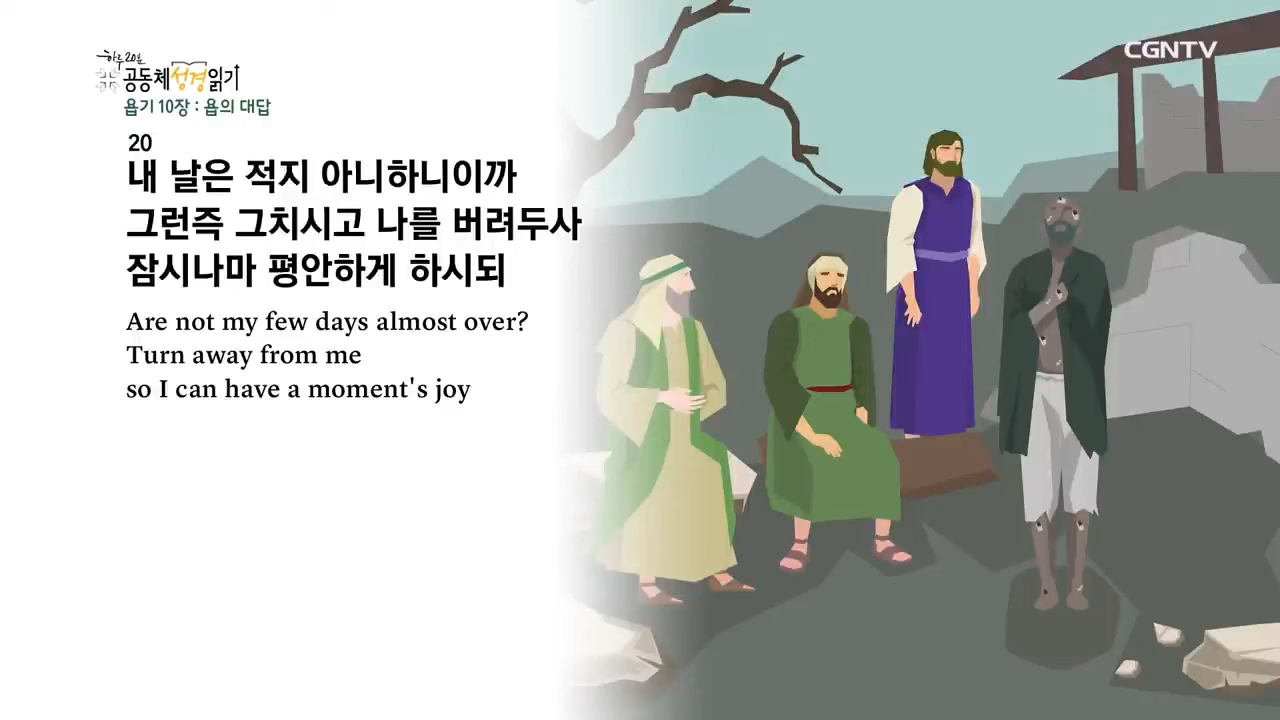 하루 20분
공동체성경읽기
욥기 10장 : 욥의 대답
CGNTV
20
내 날은 적지 아니하니이까
그런즉 그치시고 나를 버려두사
잠시나마 평안하게 하시되
Are not my few days almost over?
Turn away from me
so I can have a moment's joy